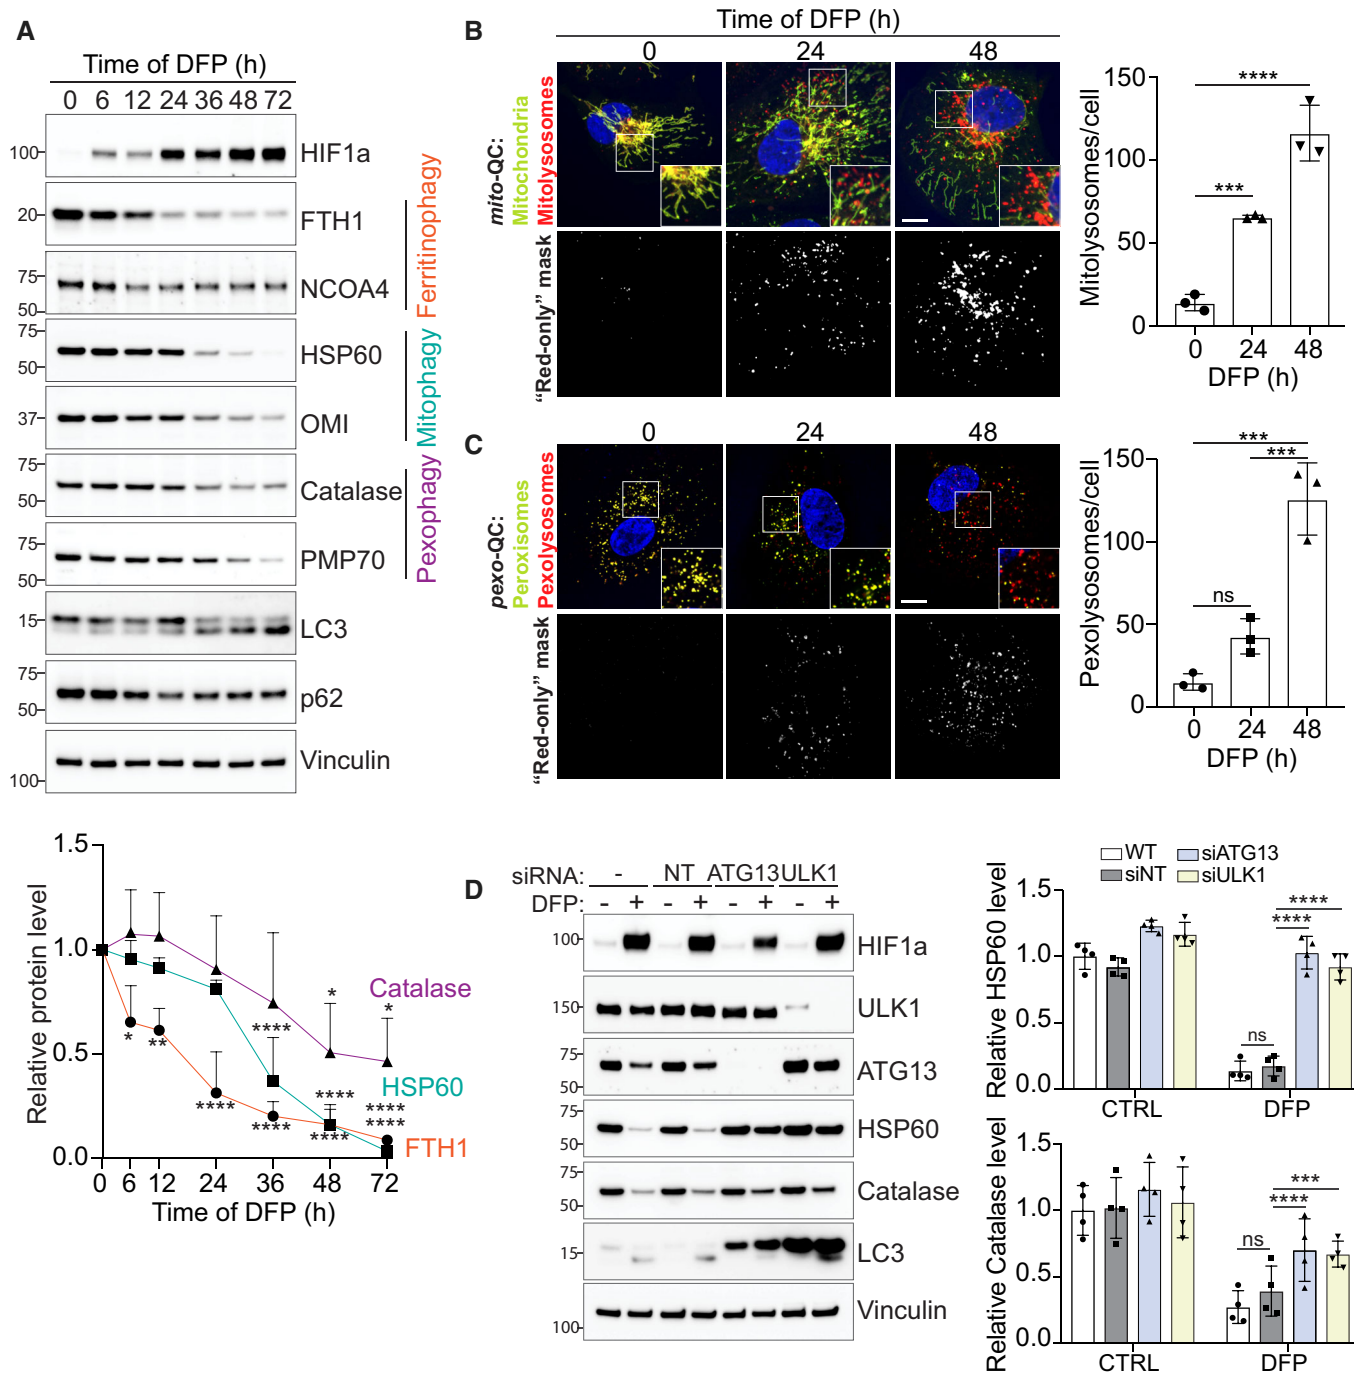 A
Time of DFP (h)
0 6 12 24 36 48 72
100
HIF1a
20
FTH1
75
50
NCOA4
Ferritinophagy
75
50
HSP60
37
OMI
Mitophagy
75
50
Catalase
75
50
PMP70
Pexophagy
15
LC3
75
50
p62
100
Vinculin
Relative protein level
1.5
1.0
0.5
0.0
Catalase
HSP60
FTH1
* ** **** **** **** **** **** * **** **** *
0 6 12 24 36 48 72
Time of DFP (h)
B
Time of DFP (h)
0 24 48
mito-QC:
Mitochondria
Mitolysosomes
“Red-only” mask
Mitolysosomes/cell
150
100
50
0
****
***
0 24 48
DFP (h)
C
0 24 48
pexo-QC:
Peroxisomes
Pexolysosomes
“Red-only” mask
Pexolysosomes/cell
150
100
50
0
***
***
ns
0 24 48
DFP (h)
D
siRNA: - NT ATG13 ULK1
DFP: - + - + - + - +
100
HIF1a
150
ULK1
75
50
ATG13
75
50
HSP60
75
50
Catalase
15
LC3
100
Vinculin
WT siATG13
siNT siULK1
Relative HSP60 level
1.5
1.0
1.5
0.0
****
****
ns
CTRL DFP
Relative Catalase level
1.5
1.0
0.5
0.0
***
****
ns
CTRL DFP